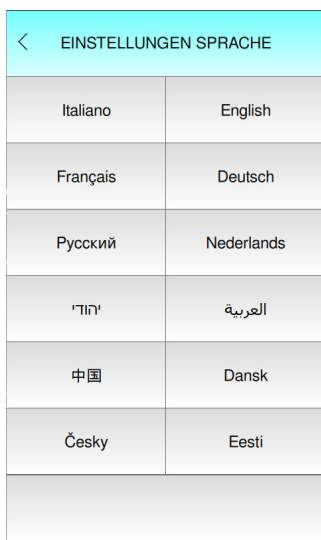 EINSTELLUNGEN SPRACHE
Italiano English
Français Deutsch
Русский Nederlands
יהודי العربية
中国 Dansk
Česky Eesti